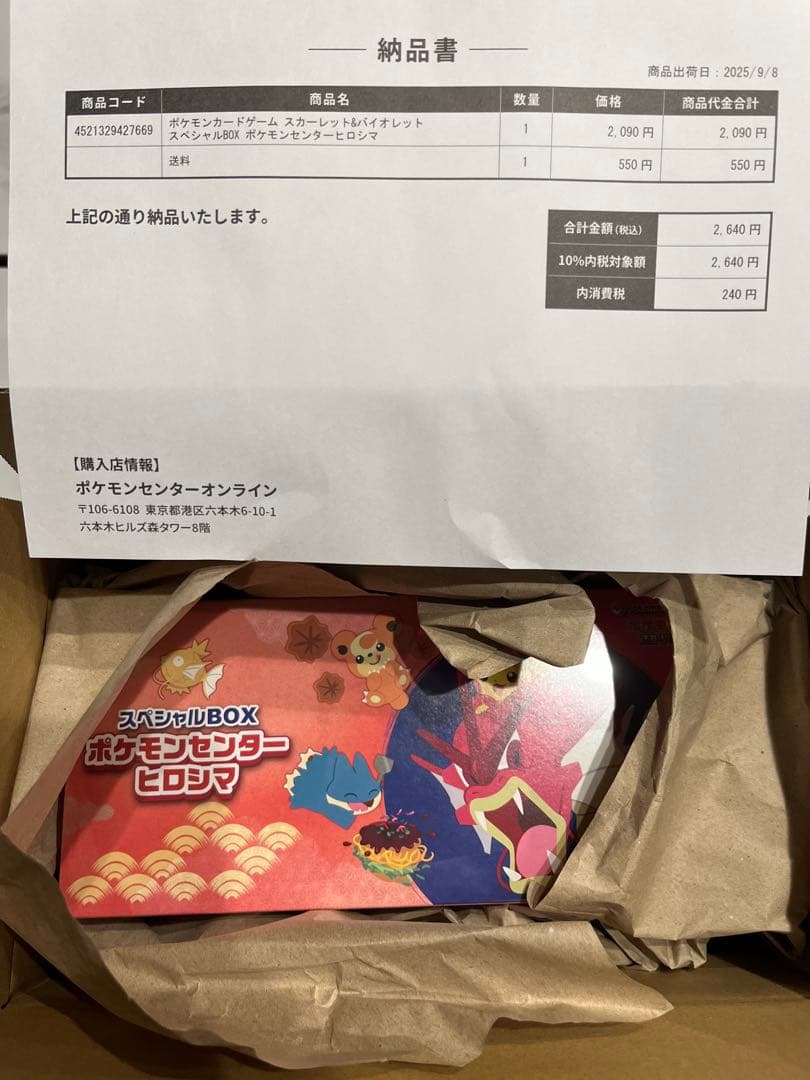 納品書
商品出荷日：2025/9/8
商品コード 商品名 数量 価格 商品代金合計
4521329427669 ポケモンカードゲーム スカーレット&バイオレット 1 2,090 円 2,090 円
スペシャルBOX ポケモンセンターヒロシマ
送料 1 550 円 550 円
上記の通り納品いたします。
合計金額(税込) 2,640 円
10%内税対象額 2,640 円
内消費税 240 円
【購入店情報】
ポケモンセンターオンライン
〒106-6108 東京都港区六本木6-10-1
六本木ヒルズ森タワー8階
スペシャルBOX
ポケモンセンター
ヒロシマ